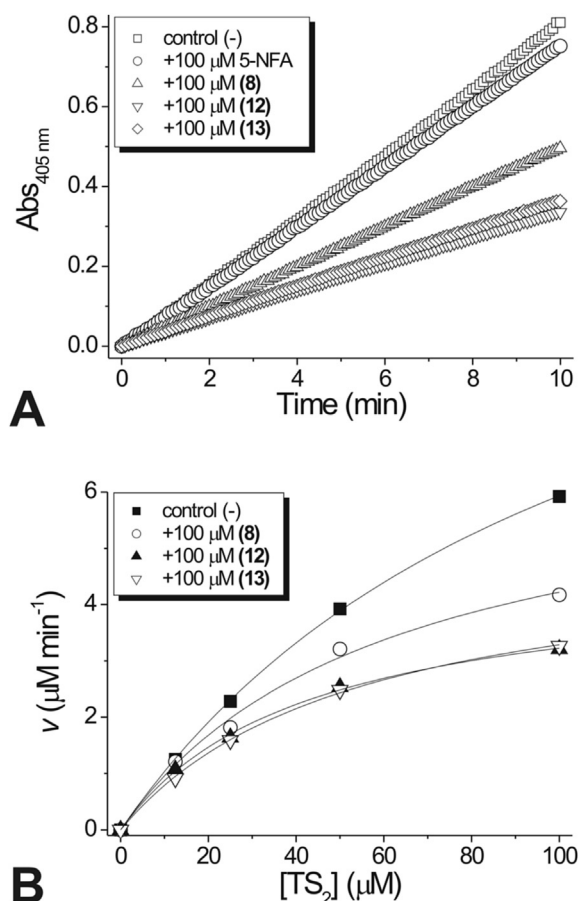 control (-)
+100 μM 5-NFA
+100 μM (8)
+100 μM (12)
+100 μM (13)
0.8
0.6
0.4
0.2
0.0
Abs405 nm
0 2 4 6 8 10
Time (min)
A
control (-)
+100 μM (8)
+100 μM (12)
+100 μM (13)
6
4
2
0
v (μM min-1)
0 20 40 60 80 100
[TS2] (μM)
B